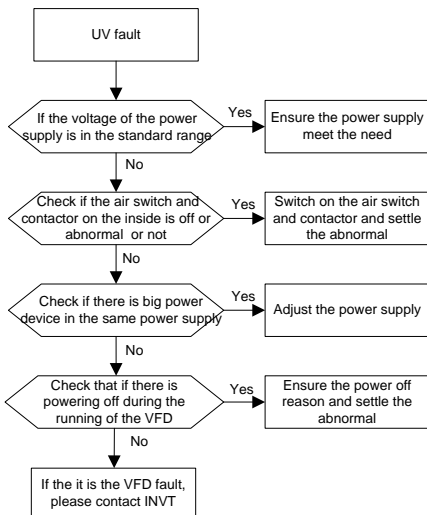 UV fault
If the voltage of the power
supply is in the standard range
Yes
Ensure the power supply
meet the need
No
Check if the air switch and
contactor on the inside is off or
abnormal or not
Yes
Switch on the air switch
and contactor and settle
the abnormal
No
Check if there is big power
device in the same power supply
Yes
Adjust the power supply
No
Check that if there is
powering off during the
running of the VFD
Yes
Ensure the power off
reason and settle the
abnormal
No
If the it is the VFD fault,
please contact INVT